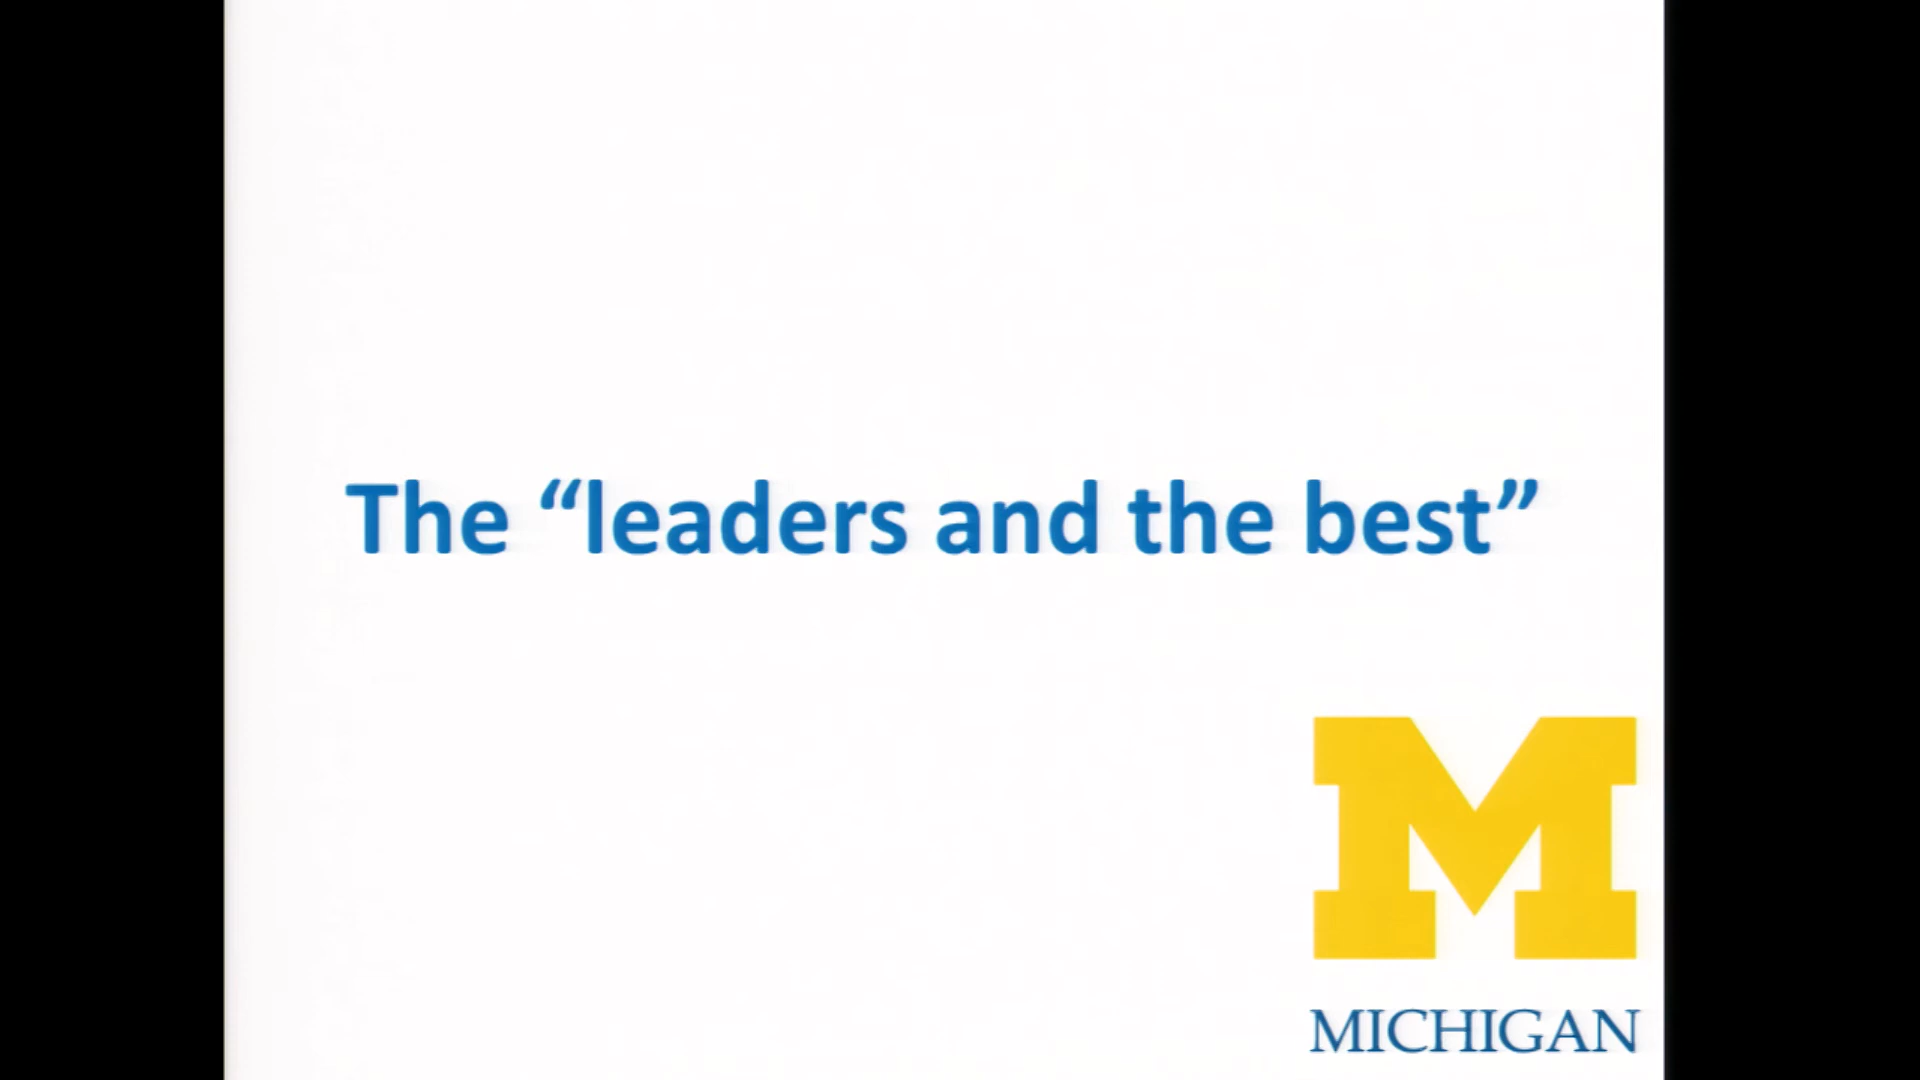 The “leaders and the best”
M
MICHIGAN